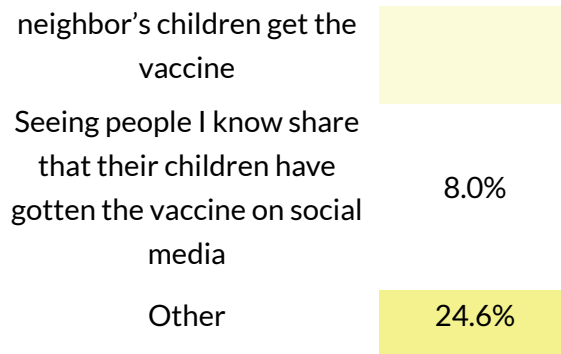 neighbor’s children get the
vaccine
Seeing people I know share
that their children have
gotten the vaccine on social
media
8.0%
Other
24.6%